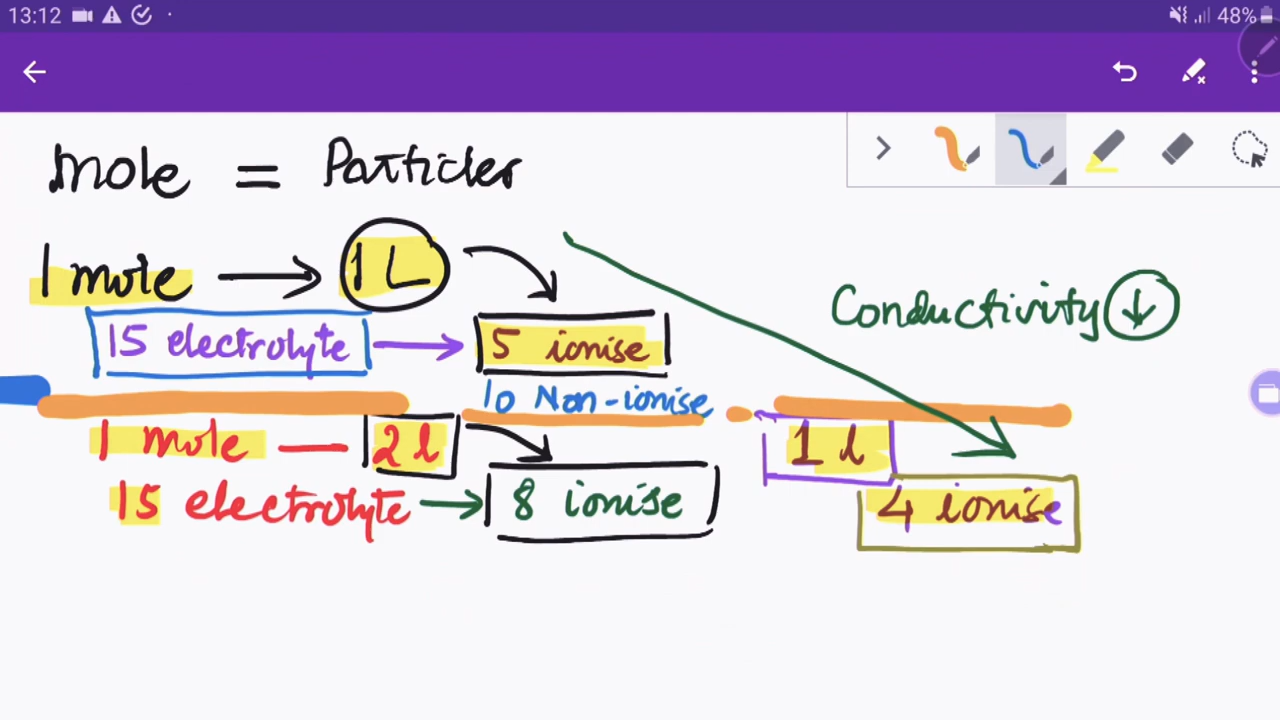 13:12 48%
mole = Particles
1 mole → 1 L
Conductivity ↓
15 electrolyte → 5 ionise
10 Non-ionise
1 mole — 2 l 1 l
15 electrolyte → 8 ionise 4 ionise